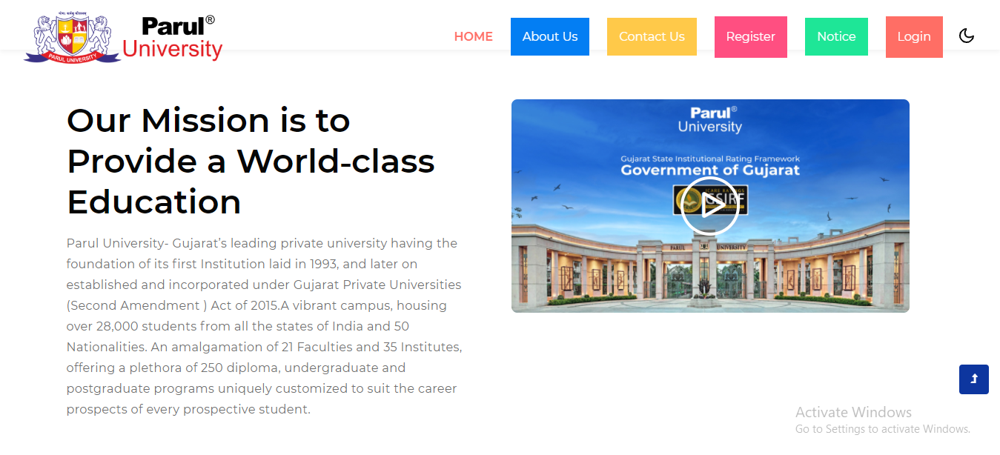 Parul®
University
PARUL UNIVERSITY
HOME
About Us
Contact Us
Register
Notice
Login
Our Mission is to
Provide a World-class
Education
Parul University- Gujarat’s leading private university having the
foundation of its first Institution laid in 1993, and later on
established and incorporated under Gujarat Private Universities
(Second Amendment ) Act of 2015.A vibrant campus, housing
over 28,000 students from all the states of India and 50
Nationalities. An amalgamation of 21 Faculties and 35 Institutes,
offering a plethora of 250 diploma, undergraduate and
postgraduate programs uniquely customized to suit the career
prospects of every prospective student.
Parul®
University
Gujarat State Institutional Rating Framework
Government of Gujarat
ICARE RATINGS
GSIRF
PARUL UNIVERSITY
Activate Windows
Go to Settings to activate Windows.